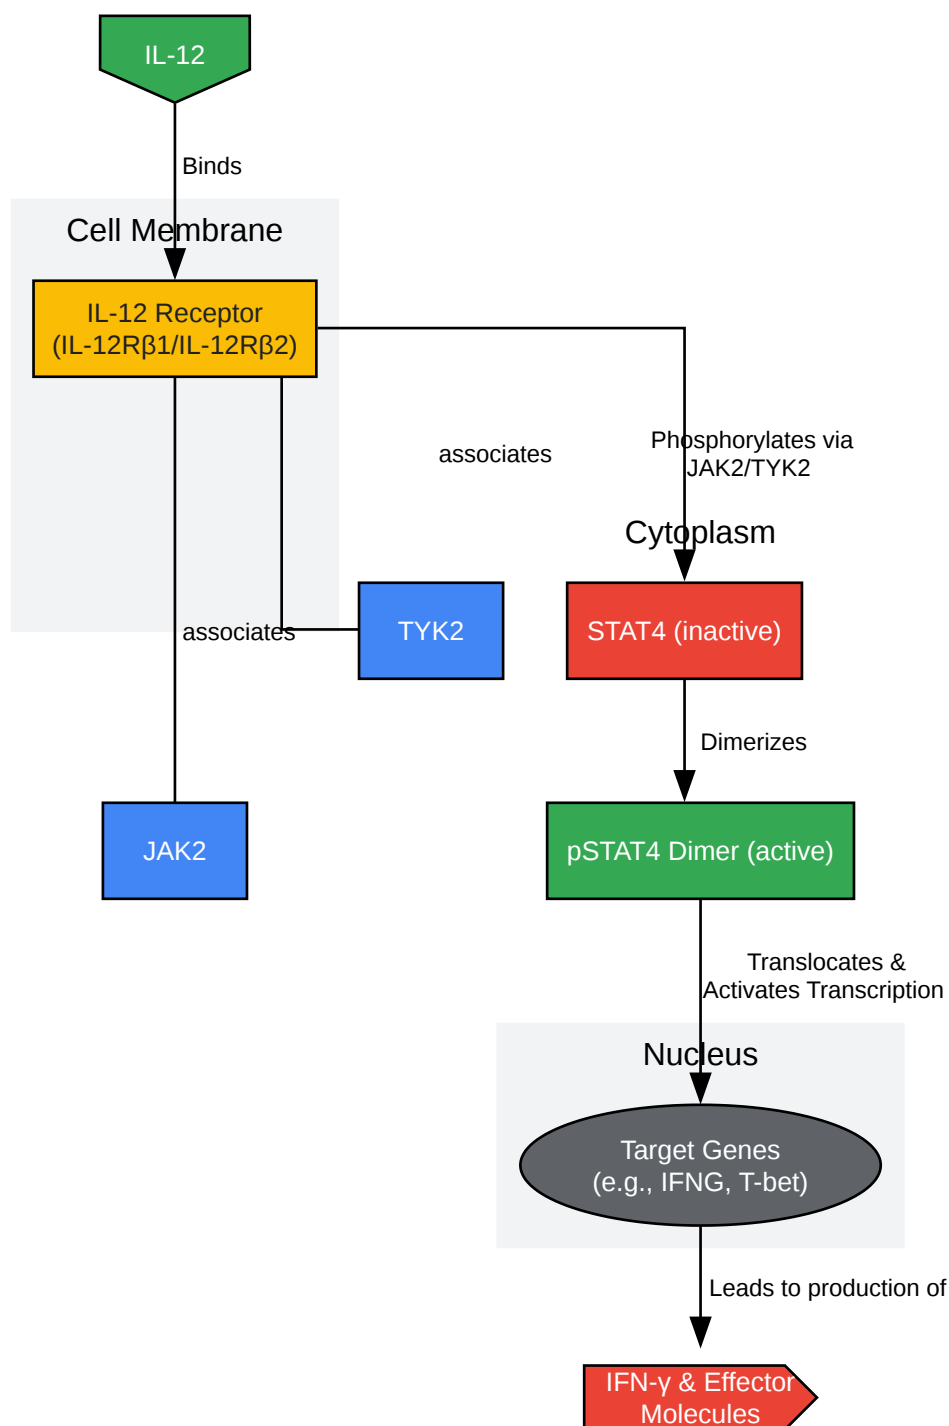 IL-12
Binds
Cell Membrane
IL-12 Receptor
(IL-12Rβ1/IL-12Rβ2)
associates
Phosphorylates via
JAK2/TYK2
Cytoplasm
associates
TYK2
STAT4 (inactive)
Dimerizes
JAK2
pSTAT4 Dimer (active)
Translocates &
Activates Transcription
Nucleus
Target Genes
(e.g., IFNG, T-bet)
Leads to production of
IFN-γ & Effector
Molecules